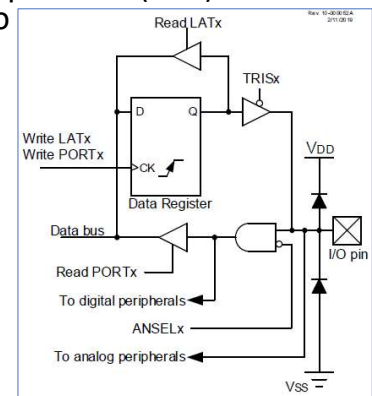 Rev. 10-000052A
2/11/2019
Read LATx
TRISx
D
Q
Write LATx
Write PORTx
CK
VDD
Data Register
Data bus
I/O pin
Read PORTx
To digital peripherals
ANSELx
To analog peripherals
VSS